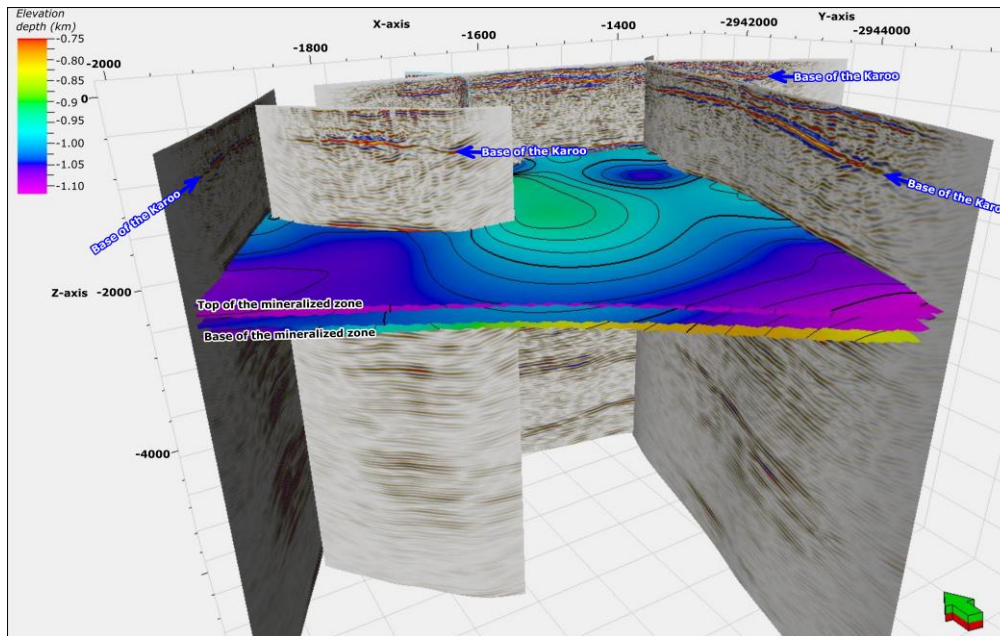 Elevation
depth (km)
-0.75
-0.80
-0.85
-0.9
-0.95
-1.00
-1.05
-1.10
X-axis
-2000
-1800
-1600
-1400
Y-axis
-2942000
-2944000
0
Z-axis
-2000
-4000
Base of the Karoo
Base of the Karoo
Base of the Karoo
Base of the Karo
Top of the mineralized zone
Base of the mineralized zone